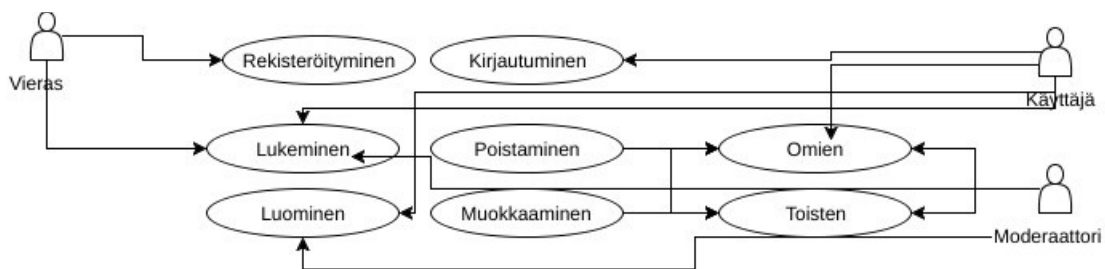 Rekisteröityminen
Kirjautuminen
Vieras
Käyttäjä
Lukeminen
Poistaminen
Omien
Luominen
Muokkaaminen
Toisten
Moderaattori